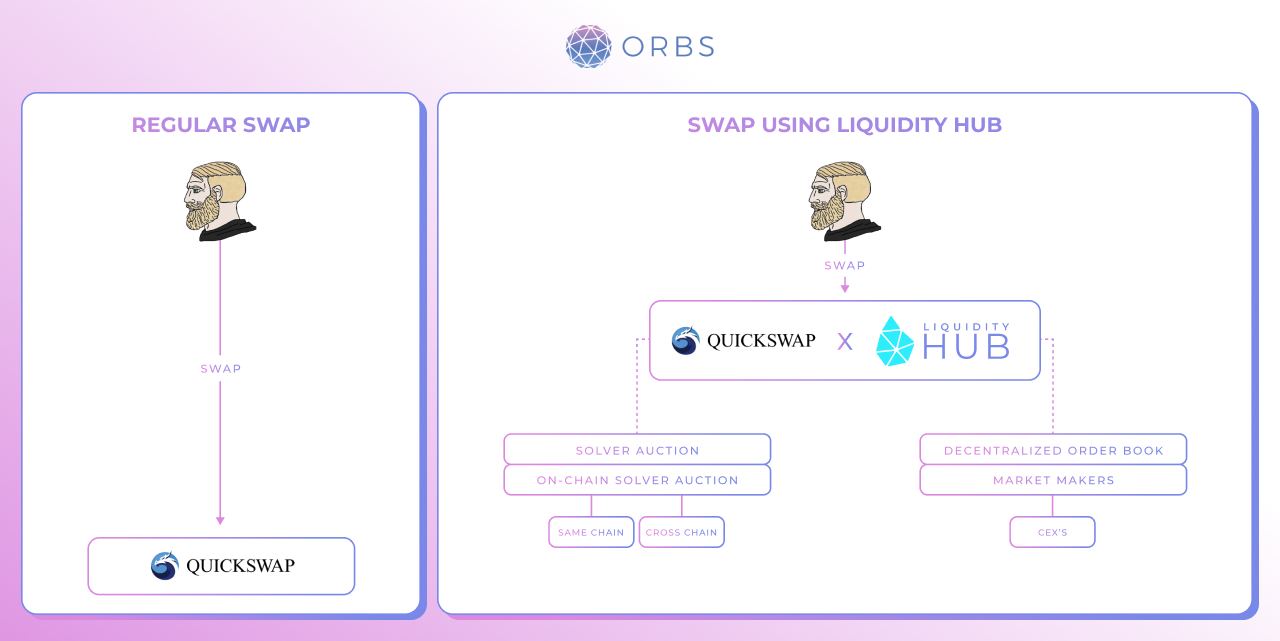 ORBS
REGULAR SWAP
SWAP
QUICKSWAP
SWAP USING LIQUIDITY HUB
SWAP
QUICKSWAP X LIQUIDITY HUB
SOLVER AUCTION
ON-CHAIN SOLVER AUCTION
SAME CHAIN
CROSS CHAIN
DECENTRALIZED ORDER BOOK
MARKET MAKERS
CEX'S